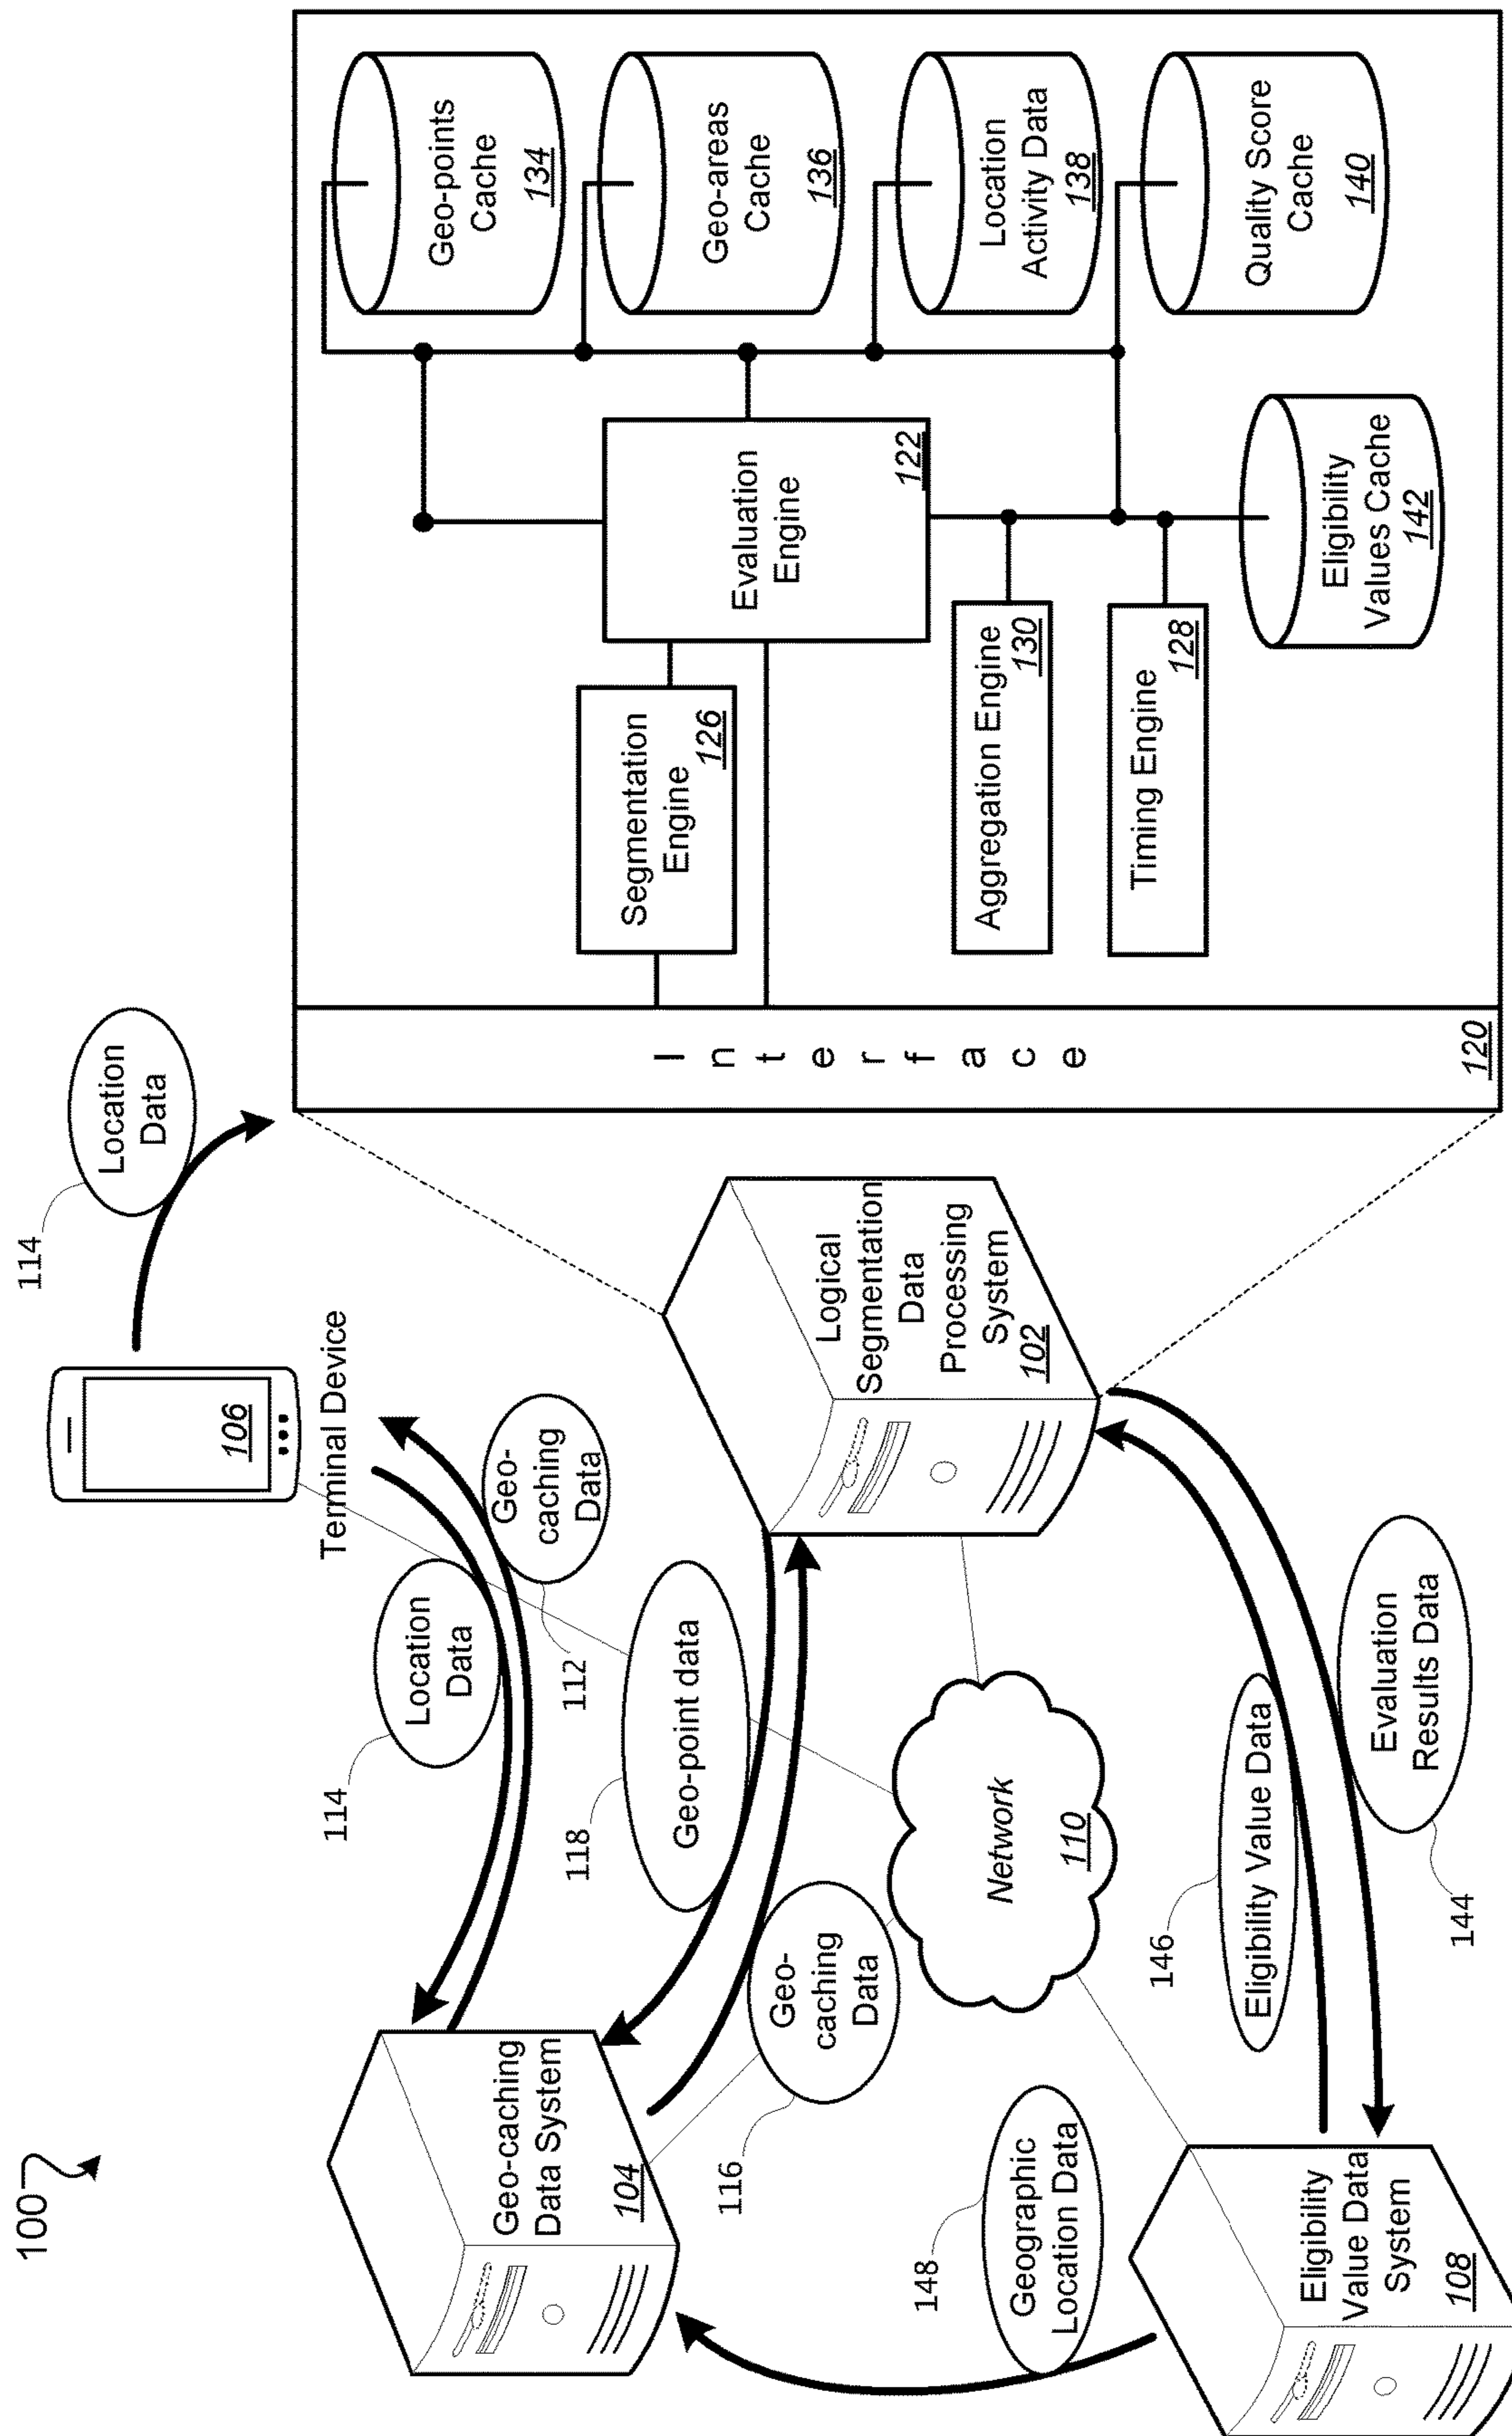 100
114
Location
Data
106
Terminal Device
114
Location
Data
Geo-
caching
Data
112
Geo-caching
Data System
104
118
Geo-point data
116
Geo-
caching
Data
Logical
Segmentation
Data
Processing
System
102
Network
110
148
Geographic
Location Data
146
Eligibility Value Data
Evaluation
Results Data
144
Eligibility
Value Data
System
108
Interface
120
Segmentation
Engine
126
Evaluation
Engine
122
Aggregation Engine
130
Timing Engine
128
Geo-points
Cache
134
Geo-areas
Cache
136
Location
Activity Data
138
Quality Score
Cache
140
Eligibility
Values Cache
142